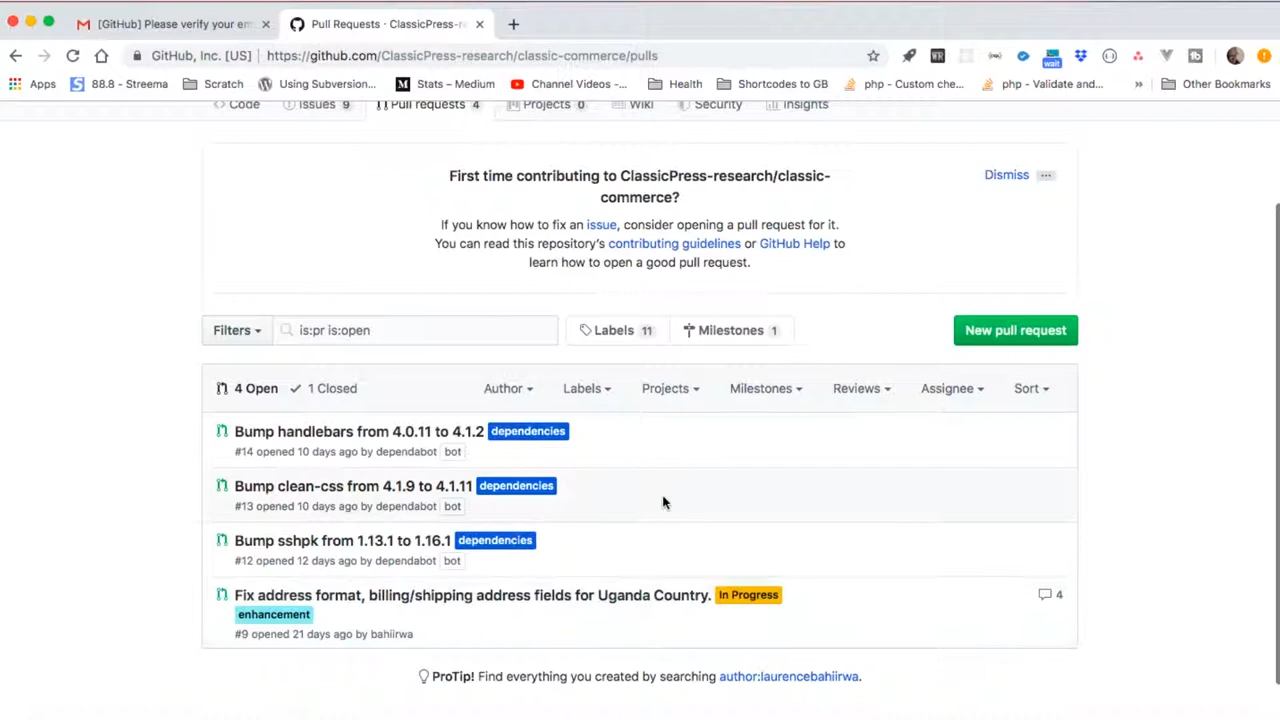 [GitHub] Please verify your em
Pull Requests · ClassicPress-re
GitHub, Inc. [US] https://github.com/ClassicPress-research/classic-commerce/pulls
WR
wait
Apps 88.8 - Streema Scratch Using Subversion... Stats – Medium Channel Videos -... Health Shortcodes to GB php - Custom che... php - Validate and... » Other Bookmarks
Code Issues 9 Pull requests 4 Projects 0 Wiki Security Insights
First time contributing to ClassicPress-research/classic-
commerce?
Dismiss
If you know how to fix an issue, consider opening a pull request for it.
You can read this repository's contributing guidelines or GitHub Help to
learn how to open a good pull request.
Filters is:pr is:open Labels 11 Milestones 1 New pull request
4 Open 1 Closed Author Labels Projects Milestones Reviews Assignee Sort
Bump handlebars from 4.0.11 to 4.1.2 dependencies
#14 opened 10 days ago by dependabot bot
Bump clean-css from 4.1.9 to 4.1.11 dependencies
#13 opened 10 days ago by dependabot bot
Bump sshpk from 1.13.1 to 1.16.1 dependencies
#12 opened 12 days ago by dependabot bot
Fix address format, billing/shipping address fields for Uganda Country. In Progress 4
enhancement
#9 opened 21 days ago by bahiirwa
ProTip! Find everything you created by searching author:laurencebahiirwa.